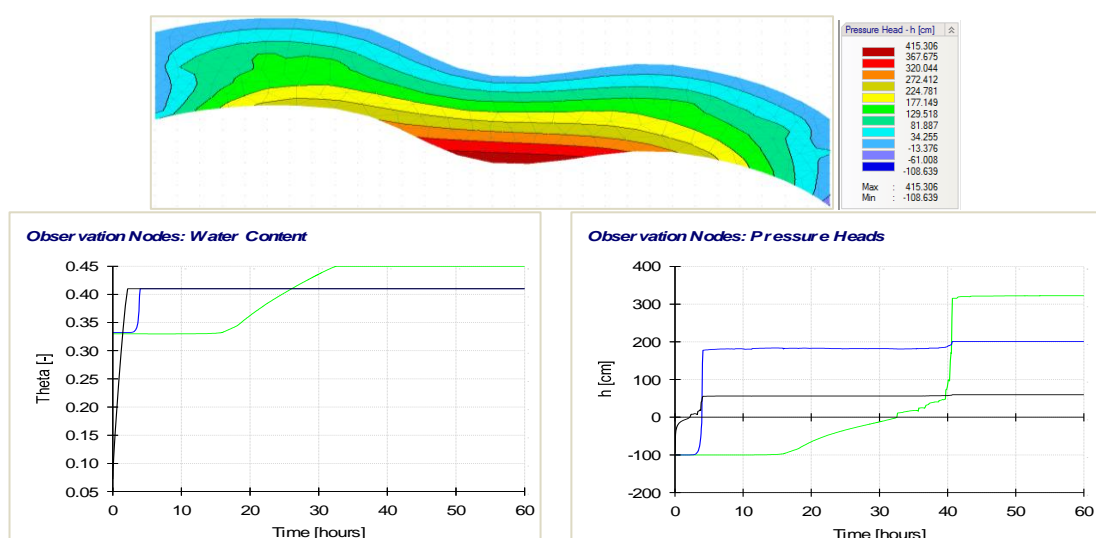 Pressure Head - h [cm]
415.306
367.675
320.044
272.412
224.781
177.149
129.518
81.887
34.255
-13.376
-61.008
-108.639
Max : 415.306
Min : -108.639
Observation Nodes: Water Content
0.45
0.40
0.35
0.30
0.25
0.20
0.15
0.10
0.05
Theta [-]
0 10 20 30 40 50 60
Time [hours]
Observation Nodes: Pressure Heads
400
300
200
100
0
-100
-200
h [cm]
0 10 20 30 40 50 60
Time [hours]